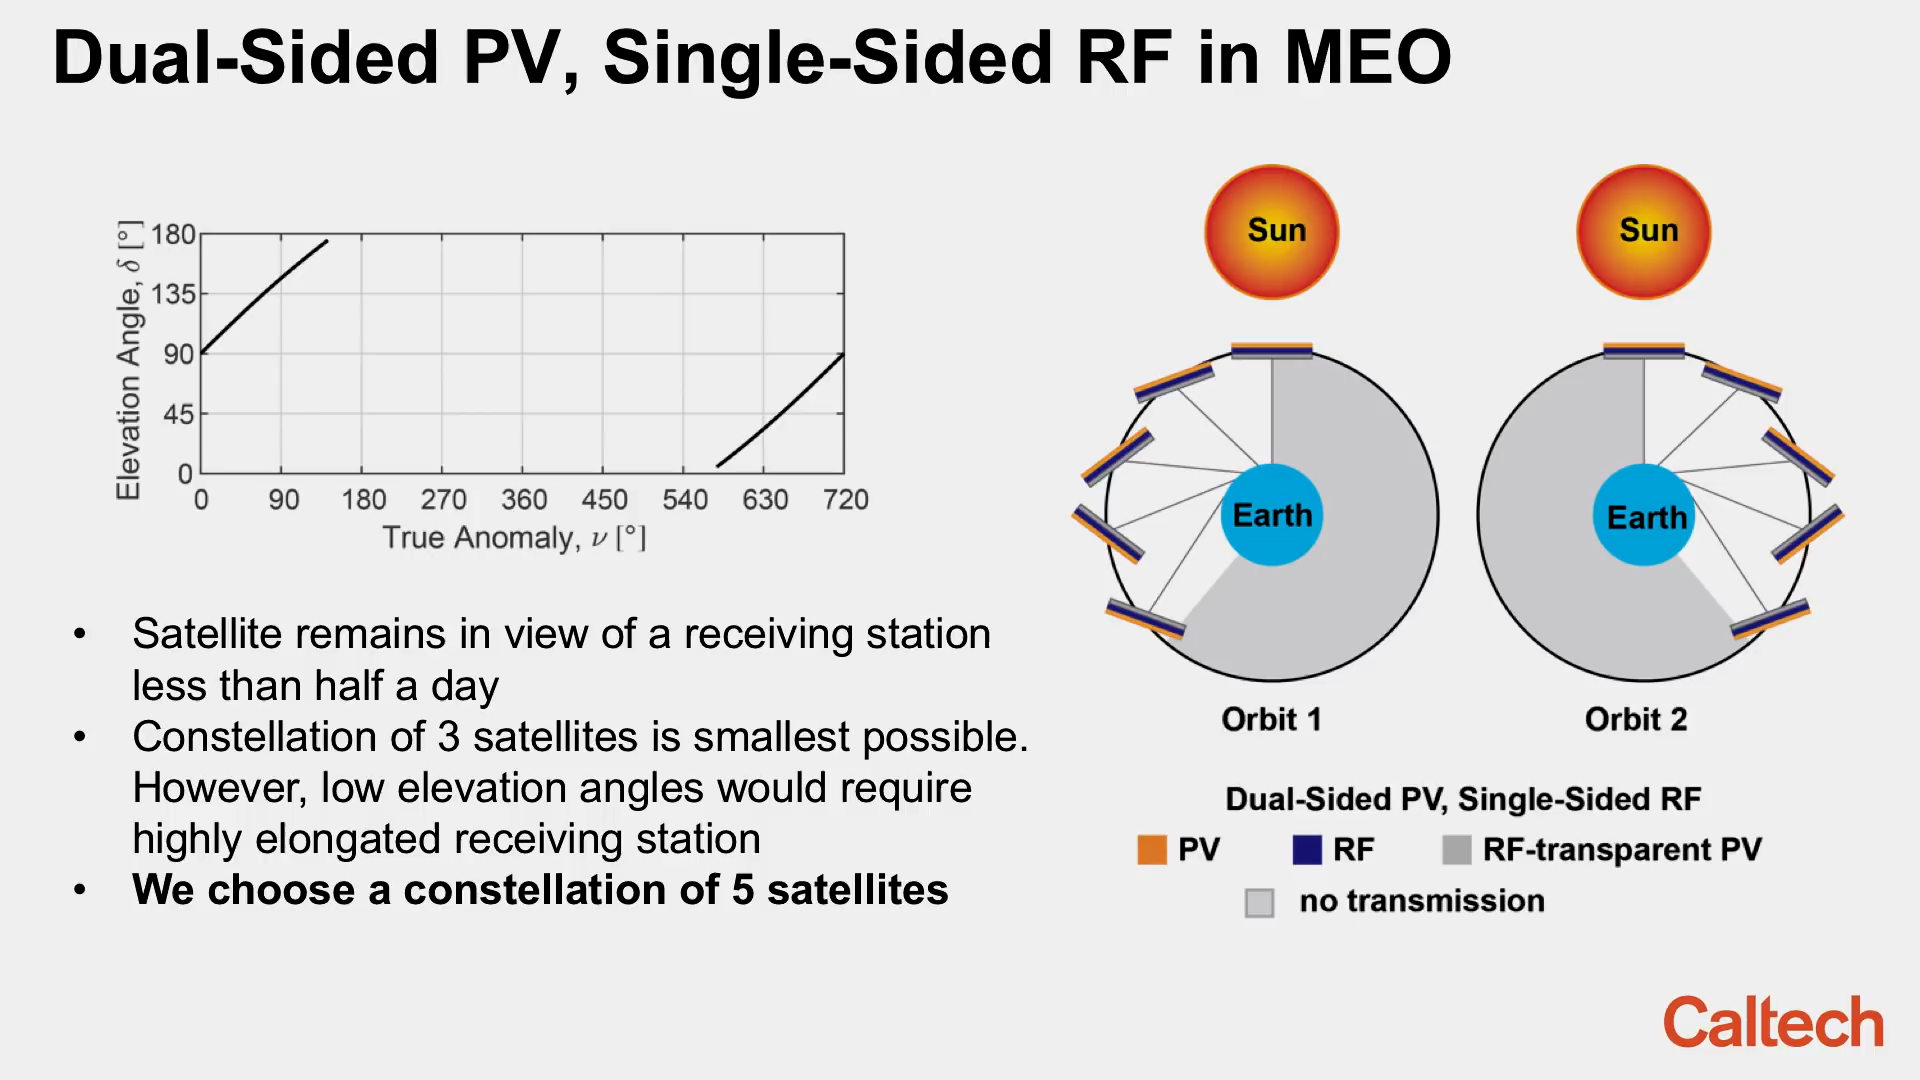 Dual-Sided PV, Single-Sided RF in MEO
Elevation Angle, δ [°]
180
135
90
45
0
0 90 180 270 360 450 540 630 720
True Anomaly, ν [°]
• Satellite remains in view of a receiving station
less than half a day
• Constellation of 3 satellites is smallest possible.
However, low elevation angles would require
highly elongated receiving station
• We choose a constellation of 5 satellites
Sun
Sun
Earth
Earth
Orbit 1
Orbit 2
Dual-Sided PV, Single-Sided RF
PV RF RF-transparent PV
no transmission
Caltech